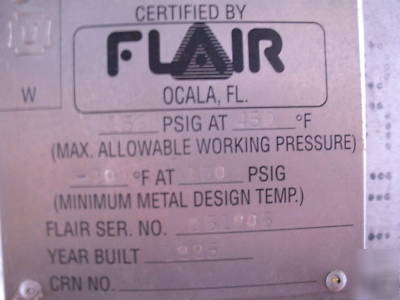 CERTIFIED BY
FLAIR
U
W
OCALA, FL.
PSIG AT °F
(MAX. ALLOWABLE WORKING PRESSURE)
°F AT PSIG
(MINIMUM METAL DESIGN TEMP.)
FLAIR SER. NO.
YEAR BUILT 1995
CRN NO.